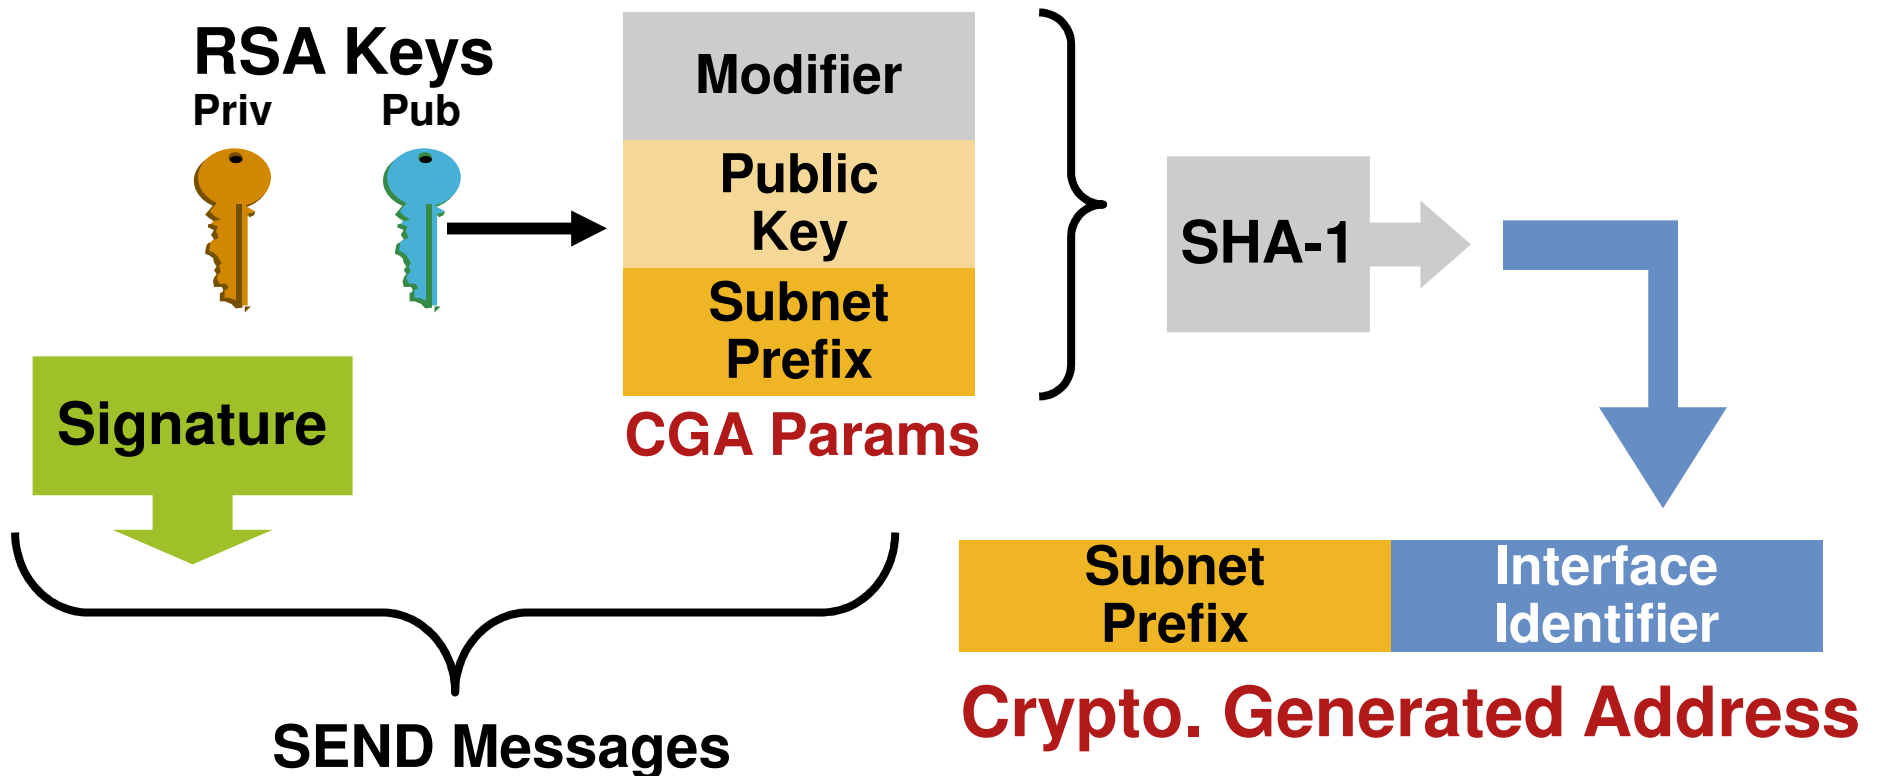 RSA Keys
Priv
Pub
Modifier
Public
Key
Subnet
Prefix
CGA Params
SHA-1
Signature
SEND Messages
Subnet
Prefix
Interface
Identifier
Crypto. Generated Address